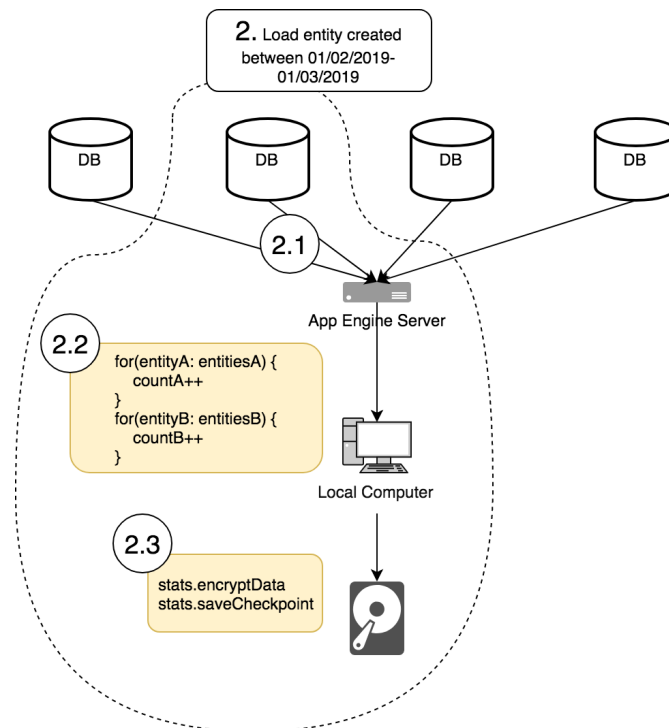 2. Load entity created
between 01/02/2019-
01/03/2019
DB
DB
DB
DB
2.1
App Engine Server
2.2
for(entityA: entitiesA) {
countA++
}
for(entityB: entitiesB) {
countB++
}
Local Computer
2.3
stats.encryptData
stats.saveCheckpoint